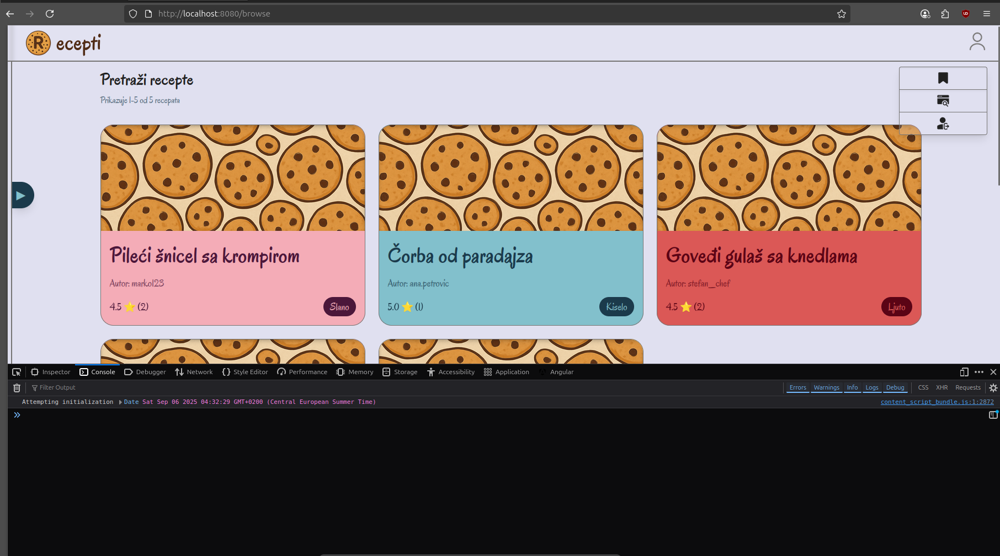 http://localhost:8080/browse
R ecepti
Pretraži recepte
Prikazuje 1-5 od 5 recepata
Pileći šnicel sa krompirom
Autor: marko123
4.5 ⭐ (2)
Slano
Čorba od paradajza
Autor: ana.petrovic
5.0 ⭐ (1)
Kiselo
Goveđi gulaš sa knedlama
Autor: stefan_chef
4.5 ⭐ (2)
Ljuto
Inspector Console Debugger Network Style Editor Performance Memory Storage Accessibility Application Angular
Filter Output
Errors Warnings Info Logs Debug CSS XHR Requests
Attempting initialization Date Sat Sep 06 2025 04:32:29 GMT+0200 (Central European Summer Time) content_script_bundle.js:1:2872